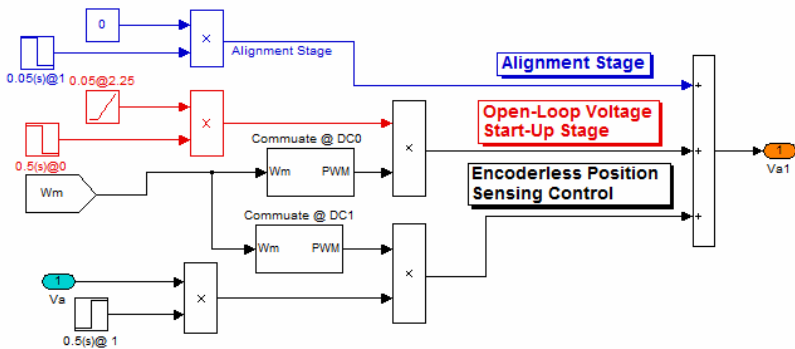 0
×
Alignment Stage
0.05(s)@1
0.05@2.25
×
0.5(s)@0
Alignment Stage
Open-Loop Voltage
Start-Up Stage
Encoderless Position
Sensing Control
Commuate @ DC0
Wm PWM
×
Wm
Commuate @ DC1
Wm PWM
×
1
Va
×
0.5(s)@ 1
+
+
+
1
Va1